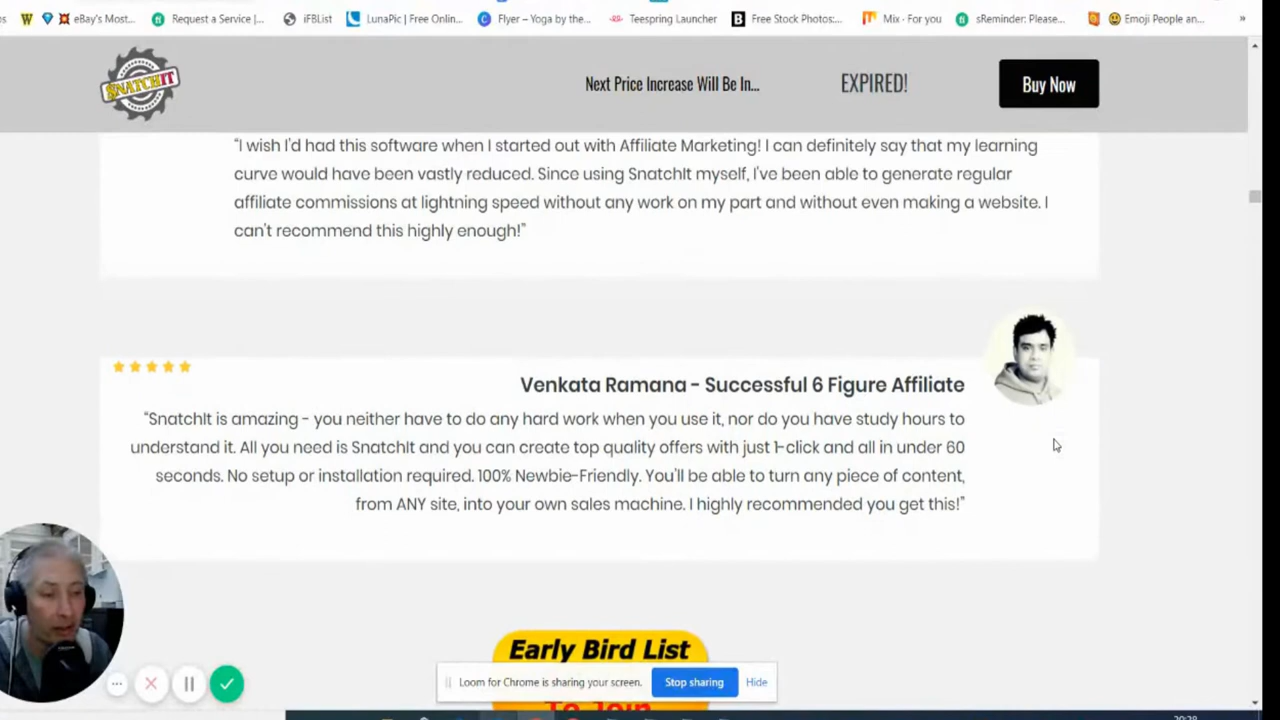 eBay's Most...
Request a Service |...
iFBList
LunaPic | Free Onlin...
Flyer – Yoga by the...
Teespring Launcher
Free Stock Photos:...
Mix · For you
sReminder: Please...
Emoji People an...
»
SNATCHIT
Next Price Increase Will Be In...
EXPIRED!
Buy Now
“I wish I'd had this software when I started out with Affiliate Marketing! I can definitely say that my learning
curve would have been vastly reduced. Since using SnatchIt myself, I've been able to generate regular
affiliate commissions at lightning speed without any work on my part and without even making a website. I
can't recommend this highly enough!”
Venkata Ramana - Successful 6 Figure Affiliate
“SnatchIt is amazing - you neither have to do any hard work when you use it, nor do you have study hours to
understand it. All you need is SnatchIt and you can create top quality offers with just 1-click and all in under 60
seconds. No setup or installation required. 100% Newbie-Friendly. You'll be able to turn any piece of content,
from ANY site, into your own sales machine. I highly recommended you get this!”
Early Bird List
To Join
Loom for Chrome is sharing your screen.
Stop sharing
Hide